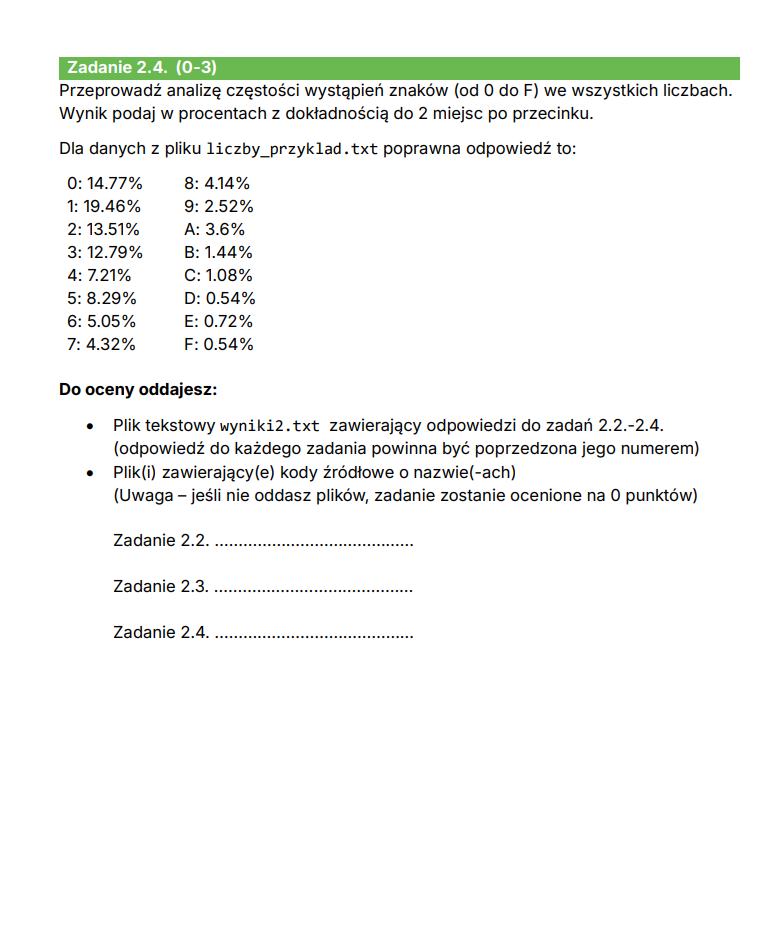 Zadanie 2.4. (0-3)
Przeprowadź analizę częstości wystąpień znaków (od 0 do F) we wszystkich liczbach.
Wynik podaj w procentach z dokładnością do 2 miejsc po przecinku.
Dla danych z pliku liczby_przyklad.txt poprawna odpowiedź to:
0: 14.77% 8: 4.14%
1: 19.46% 9: 2.52%
2: 13.51% A: 3.6%
3: 12.79% B: 1.44%
4: 7.21% C: 1.08%
5: 8.29% D: 0.54%
6: 5.05% E: 0.72%
7: 4.32% F: 0.54%
Do oceny oddajesz:
• Plik tekstowy wyniki2.txt zawierający odpowiedzi do zadań 2.2.-2.4.
(odpowiedź do każdego zadania powinna być poprzedzona jego numerem)
• Plik(i) zawierający(e) kody źródłowe o nazwie(-ach)
(Uwaga – jeśli nie oddasz plików, zadanie zostanie ocenione na 0 punktów)
Zadanie 2.2. ..........................................
Zadanie 2.3. ..........................................
Zadanie 2.4. ..........................................